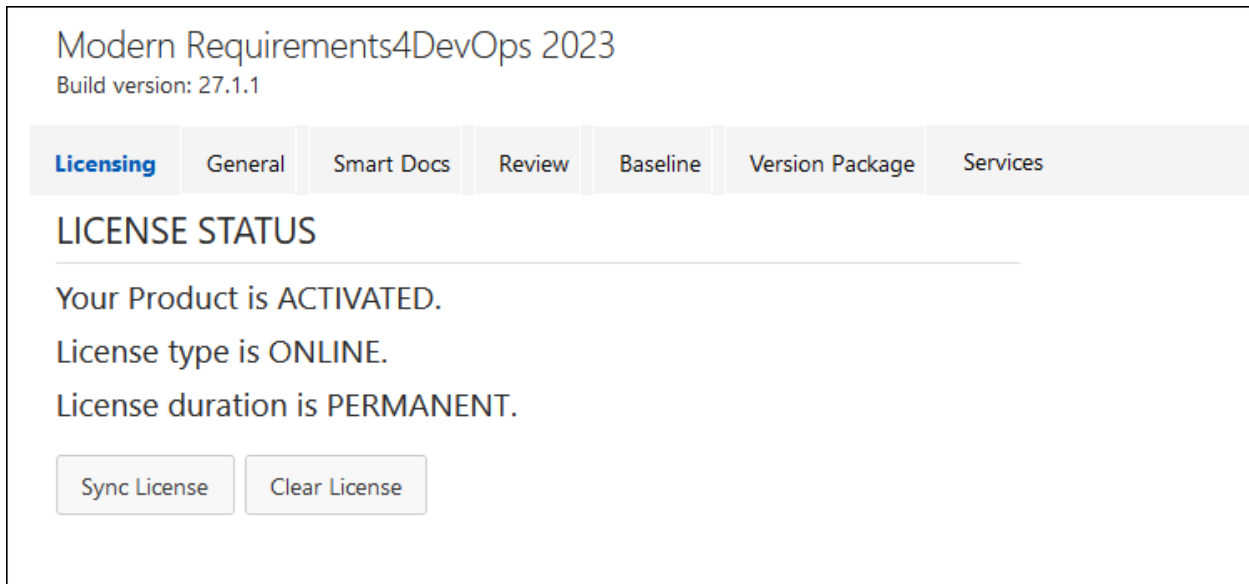 Modern Requirements4DevOps 2023
Build version: 27.1.1
Licensing General Smart Docs Review Baseline Version Package Services
LICENSE STATUS
Your Product is ACTIVATED.
License type is ONLINE.
License duration is PERMANENT.
Sync License Clear License